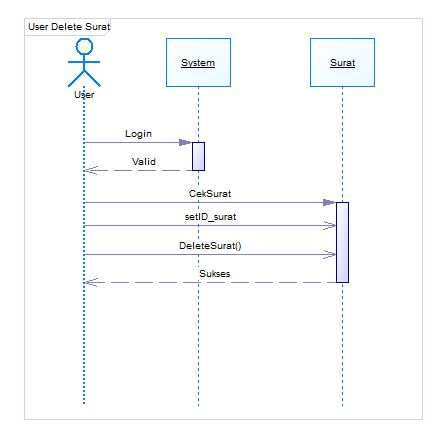 User Delete Surat
System
Surat
User
Login
Valid
CekSurat
setID_surat
DeleteSurat()
Sukses